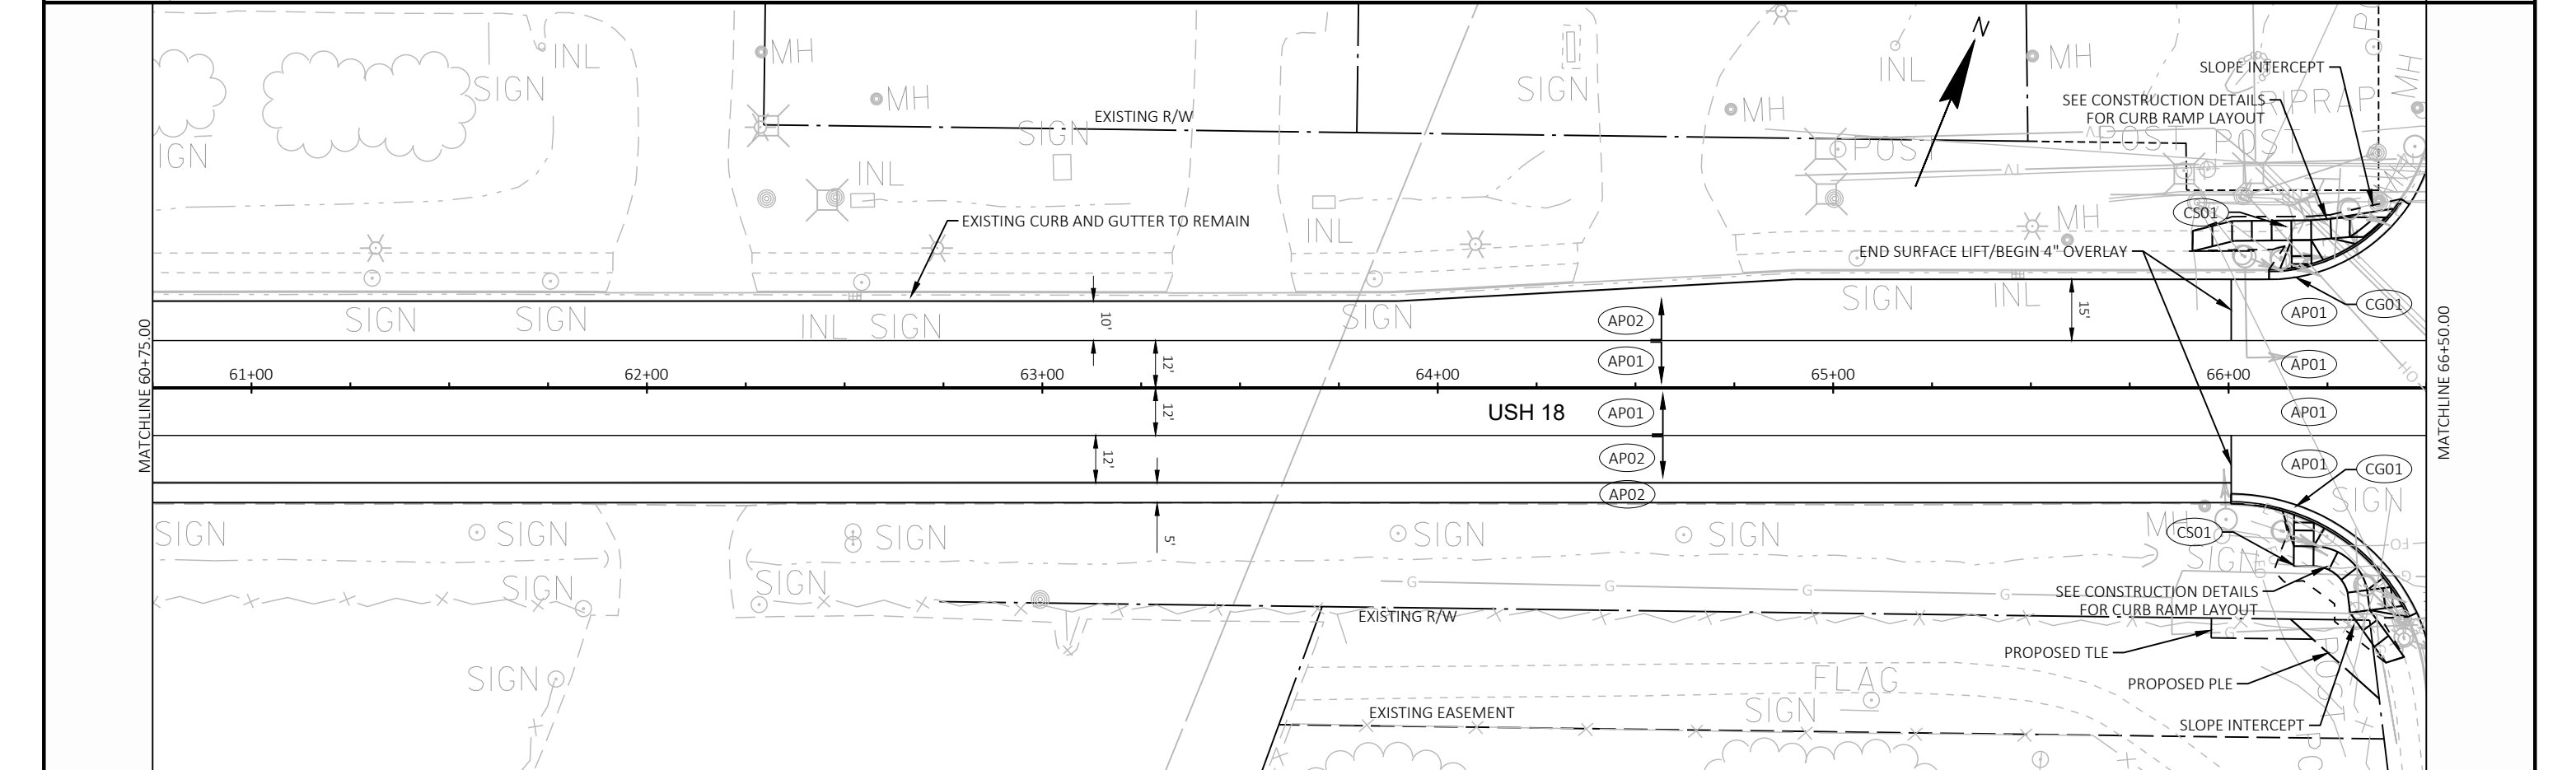 INL
SIGN
IGN
MH
MH
EXISTING R/W
SIGN
INL
EXISTING CURB AND GUTTER TO REMAIN
SIGN
INL
MH
INL
MH
POST
N
SLOPE INTERCEPT
SEE CONSTRUCTION DETAILS
FOR CURB RAMP LAYOUT
RIPRAP
POST
POST
MH
CS01
MH
END SURFACE LIFT/BEGIN 4" OVERLAY
SIGN
INL
CG01
SIGN
SIGN
INL
SIGN
SIGN
10'
15'
AP02
AP01
AP01
AP01
12'
12'
12'
5'
MATCHLINE 60+75.00
61+00
62+00
63+00
64+00
65+00
66+00
MATCHLINE 66+50.00
HO
USH 18
AP01
AP02
AP02
AP01
AP01
CG01
SIGN
SIGN
SIGN
SIGN
SIGN
SIGN
MH
CS01
SIGN
FO
SIGN
SIGN
G
G
G
G
G
G
EXISTING R/W
SEE CONSTRUCTION DETAILS
FOR CURB RAMP LAYOUT
PROPOSED TLE
PROPOSED PLE
SIGN
FLAG
SIGN
EXISTING EASEMENT
SLOPE INTERCEPT